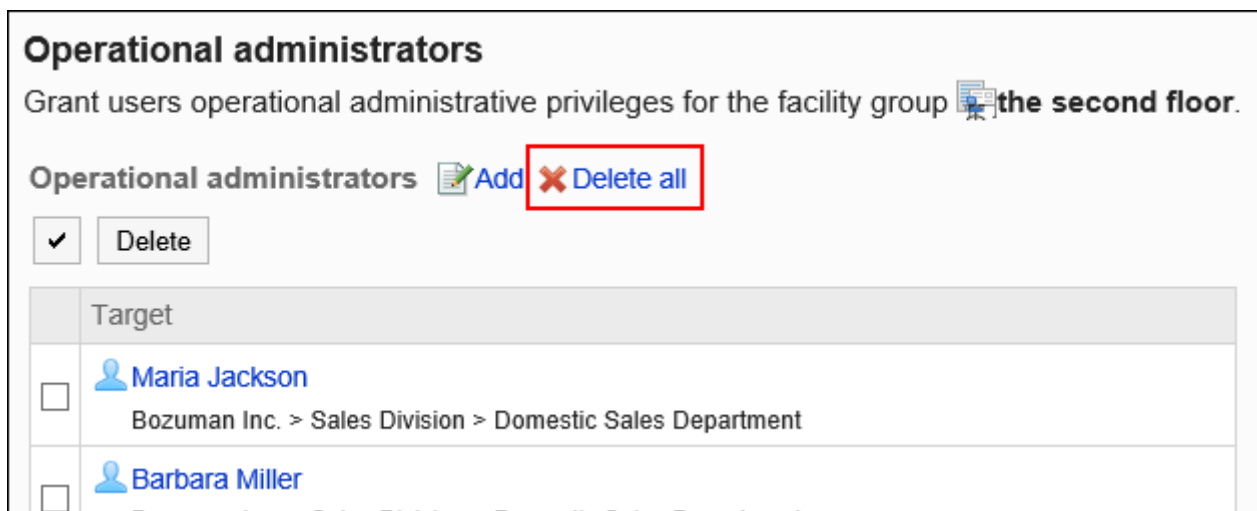 Operational administrators
Grant users operational administrative privileges for the facility group the second floor.
Operational administrators Add Delete all
Delete
Target
Maria Jackson
Bozuman Inc. > Sales Division > Domestic Sales Department
Barbara Miller